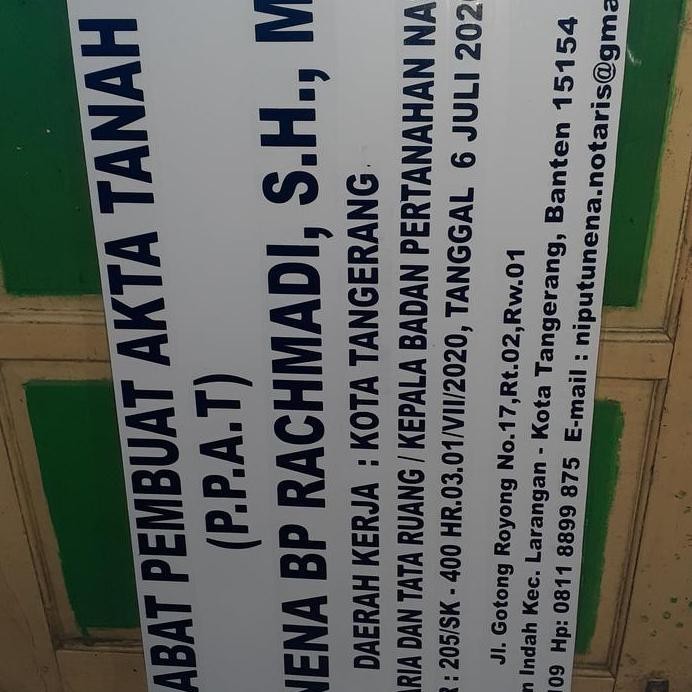 ABAT PEMBUAT AKTA TANAH
(P.P.A.T)
NENA BP RACHMADI, S.H., M
DAERAH KERJA : KOTA TANGERANG
ARIA DAN TATA RUANG / KEPALA BADAN PERTANAHAN NA
R : 205/SK - 400 HR.03.01/VII/2020, TANGGAL 6 JULI 2020
Jl. Gotong Royong No.17,Rt.02,Rw.01
n Indah Kec. Larangan - Kota Tangerang, Banten 15154
09 Hp: 0811 8899 875 E-mail : niputunena.notaris@gma